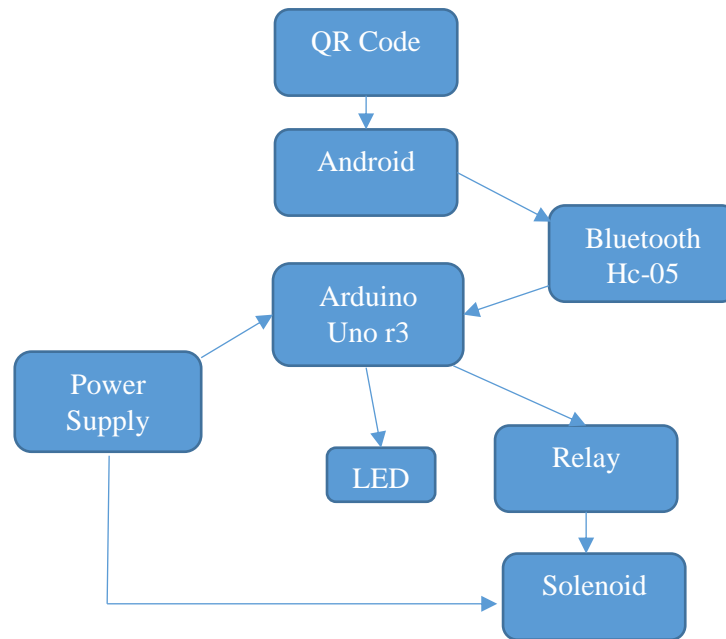 QR Code
Android
Bluetooth
Hc-05
Arduino
Uno r3
Power
Supply
LED
Relay
Solenoid